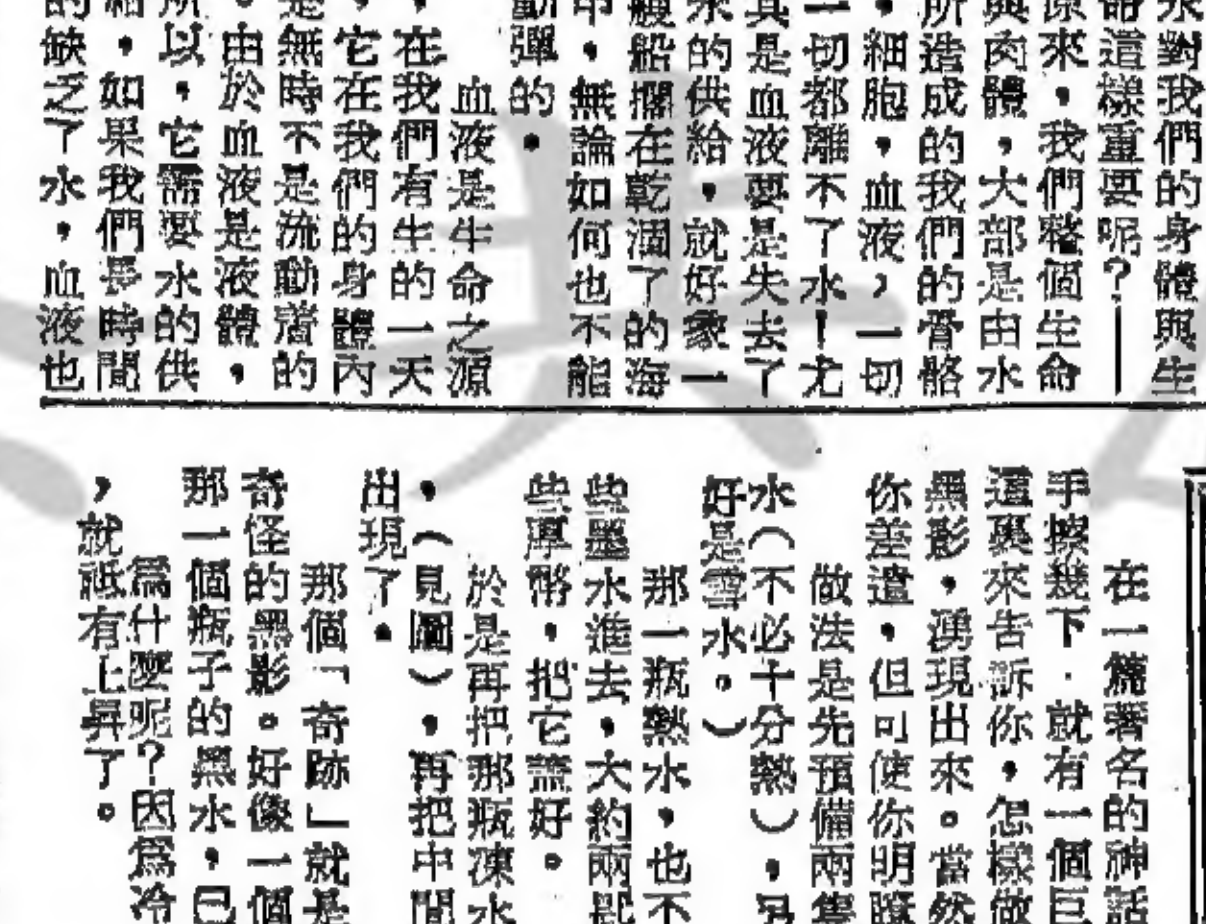 水對我們的身體與生
命這樣重要呢?——
原來,我們整個生命
與肉體,大部是由水
所造成的我們的骨骼
,細胞,血液,一切
一切都離不了水!尤
其是血液要是失去了
水的供給,就好象一
艘船擱在乾涸了的海
中,無論如何也不能
動彈的。
血液是生命之源
,在我們有生的一天
,它在我們的身體內
是無時不是流動着的
。由於血液是液體,
所以,它需要水的供
,如果我們長時間
的缺乏了水,血液也
在一篇著名的神話
手擦幾下.就有一個巨
這裏來告訴你,怎樣做
黑影,湧現出來。當然
你差遣,但可使你明瞭
做法是先預備兩隻
水(不必十分熱),另
好是雪水。)
那一瓶熱水,也不
些墨水進去,大約兩匙
些厚幣,把它蓋好。
於是再把那瓶凍水
。(見圖),再把中間
出現了。
那個「奇跡」就是
奇怪的黑影。好像一個
那一個瓶子的黑水,已
爲什麼呢?因爲冷
,就祇有上昇了。